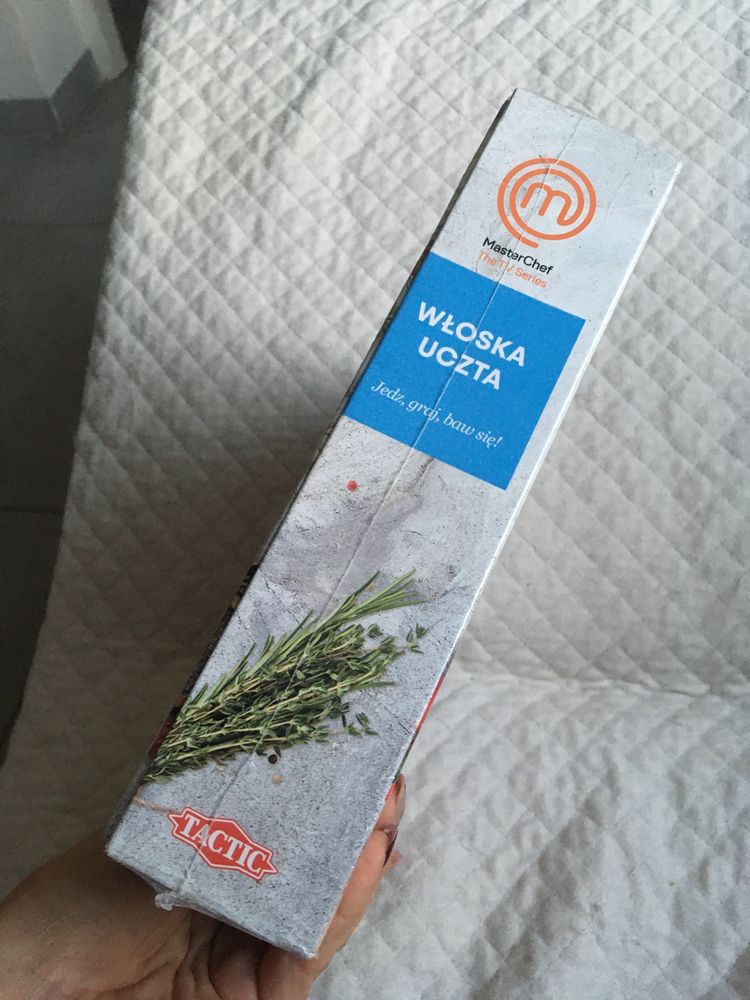 m
MasterChef
The TV Series
WŁOSKA
UCZTA
Jedz, graj, baw się!
TACTIC